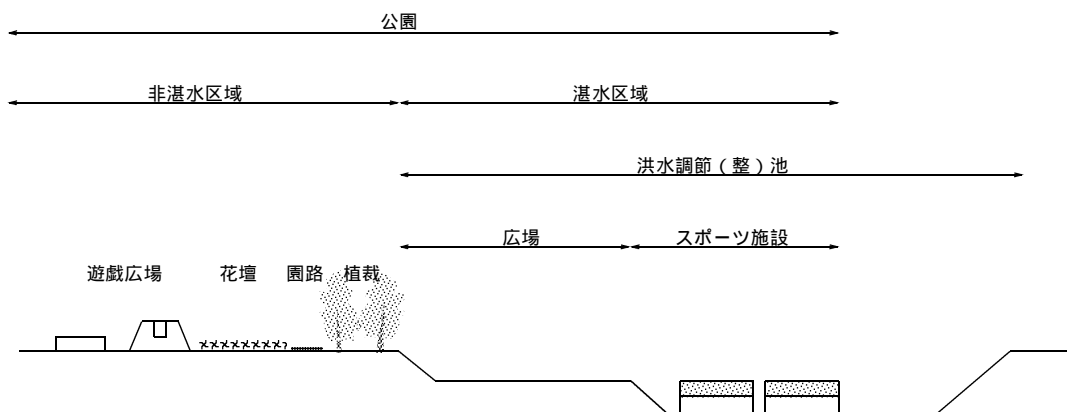 公園
非湛水区域 湛水区域
洪水調節（整）池
広場 スポーツ施設
遊戯広場 花壇 園路 植栽